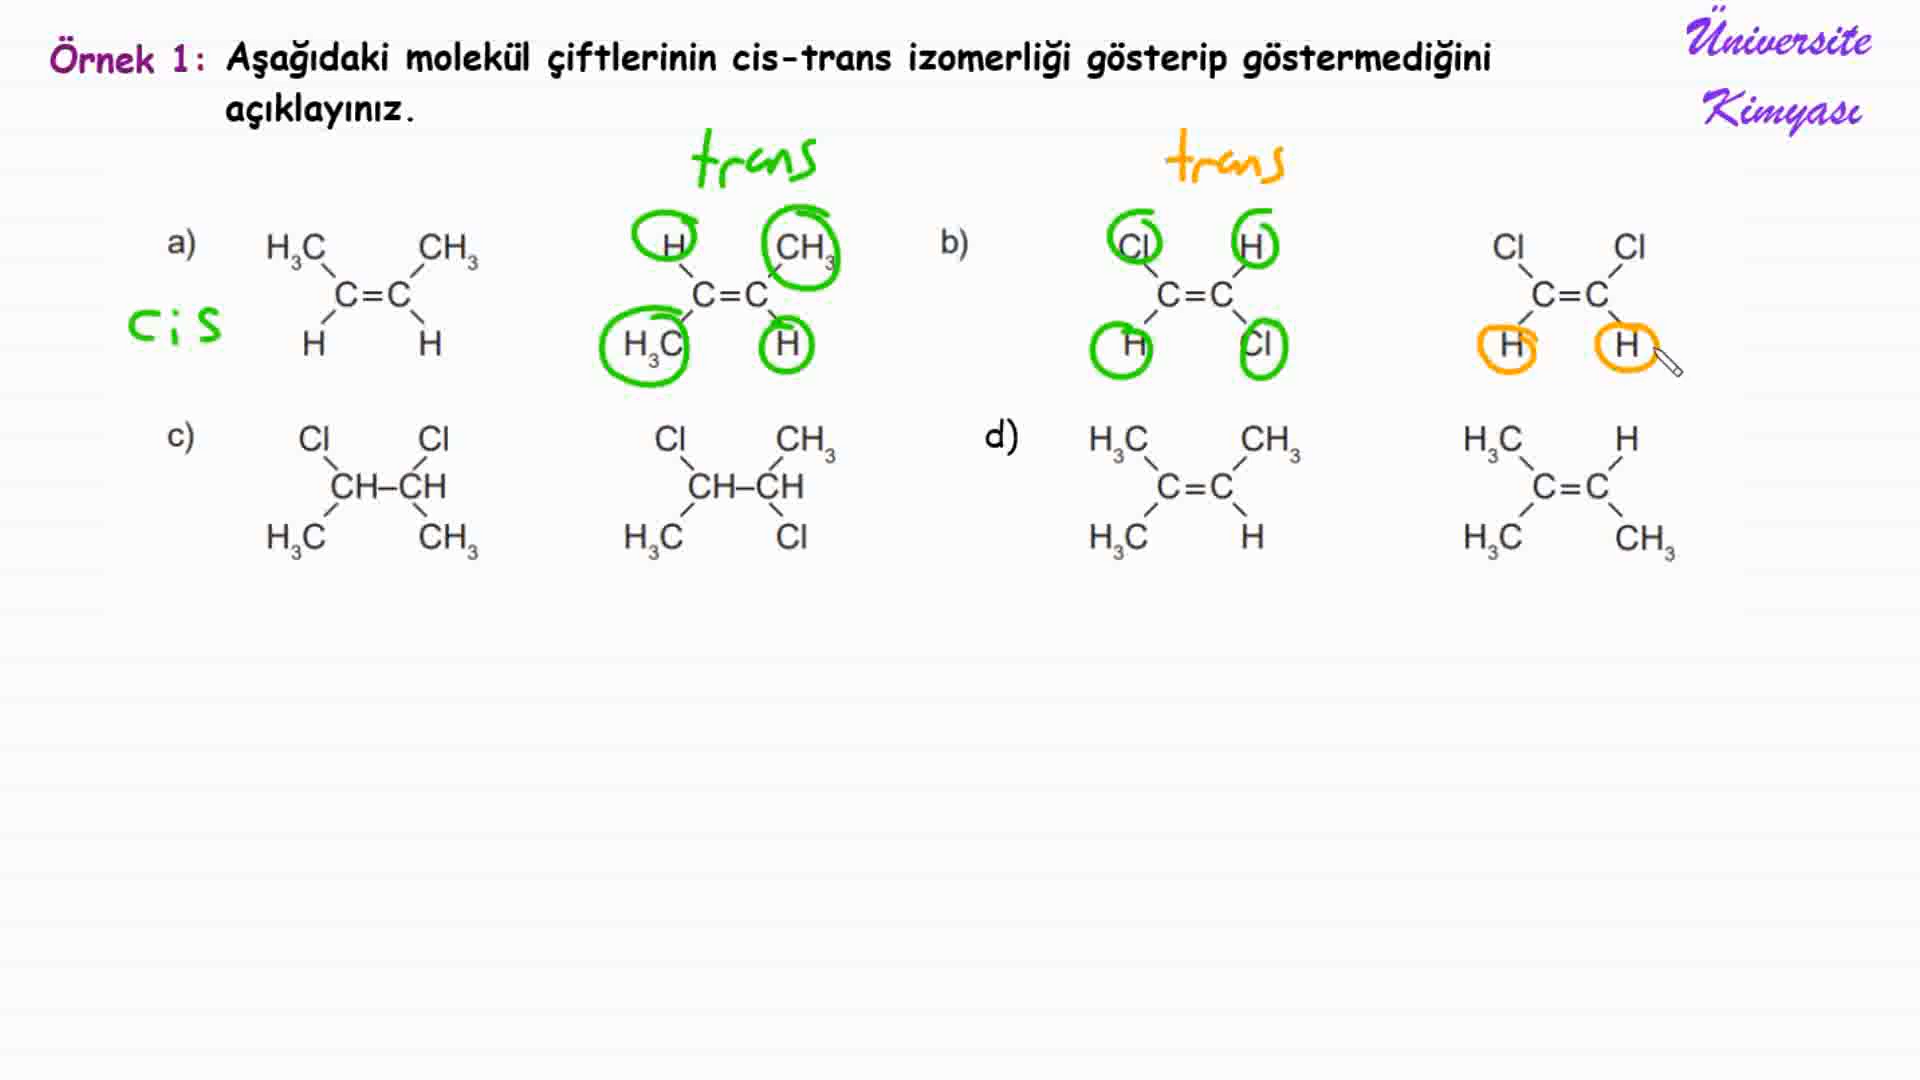 Örnek 1: Aşağıdaki molekül çiftlerinin cis-trans izomerliği gösterip göstermediğini
açıklayınız.
Üniversite
Kimyası
trans
trans
a) H₃C CH₃ H CH₃ b) Cl H Cl Cl
C=C C=C C=C C=C
cis
H H H₃C H H Cl H H
c) Cl Cl Cl CH₃ d) H₃C CH₃ H₃C H
CH–CH CH–CH C=C C=C
H₃C CH₃ H₃C Cl H₃C H H₃C CH₃